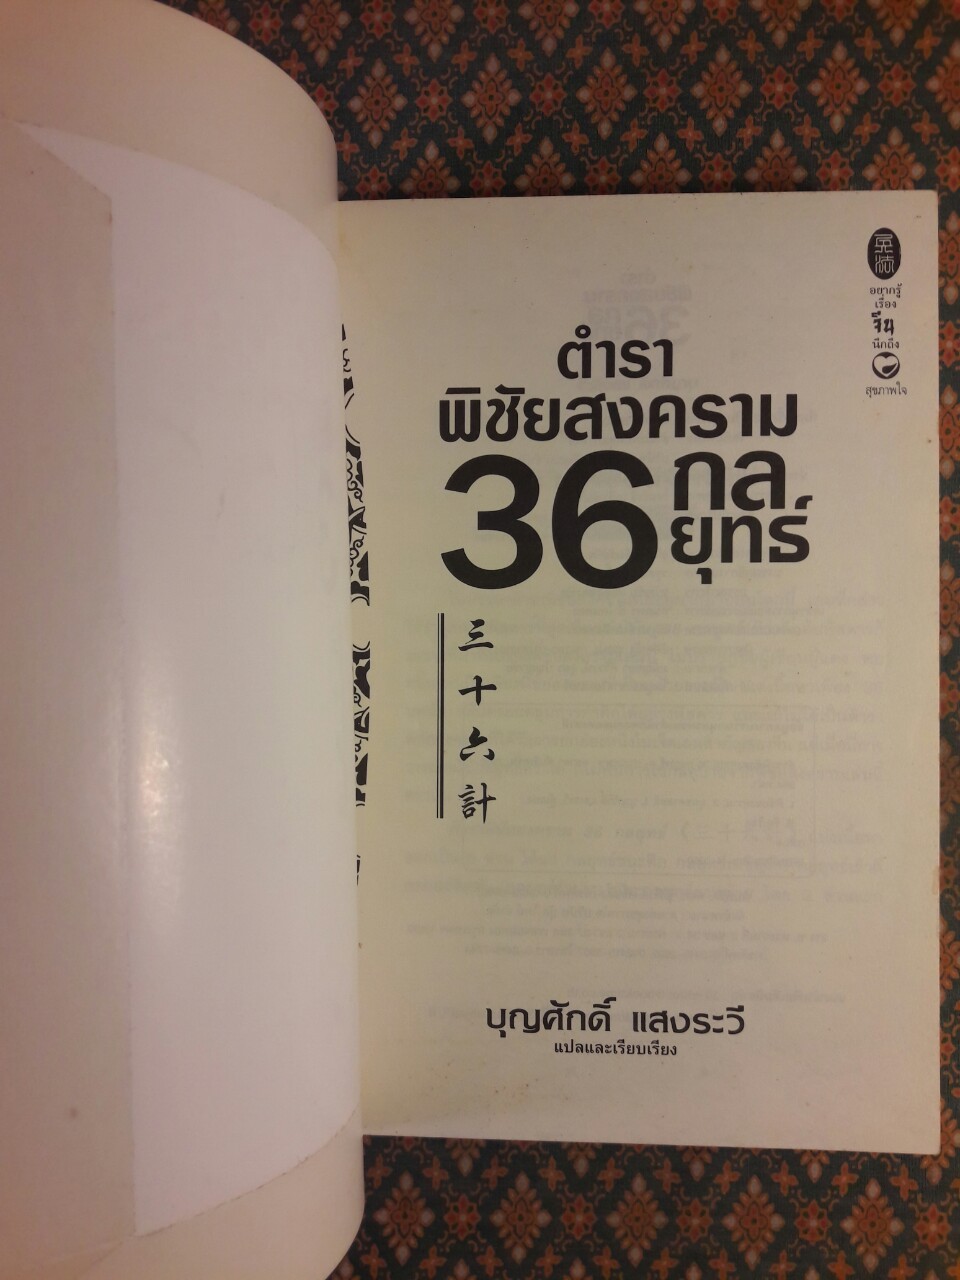 อยากรู้
เรื่อง
จีน
นึกถึง
สุขภาพใจ
ตำรา
พิชัยสงคราม
36 กล
ยุทธ์
三
十
六
計
บุญศักดิ์ แสงระวี
แปลและเรียบเรียง